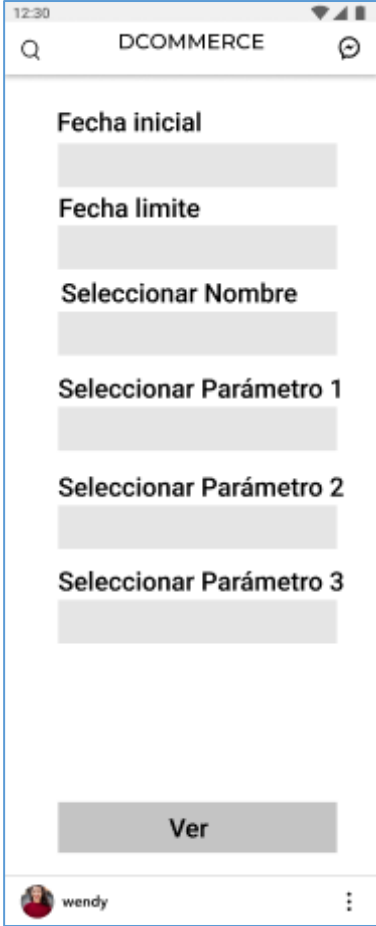 12:30
DCOMMERCE
Fecha inicial
Fecha limite
Seleccionar Nombre
Seleccionar Parámetro 1
Seleccionar Parámetro 2
Seleccionar Parámetro 3
Ver
wendy